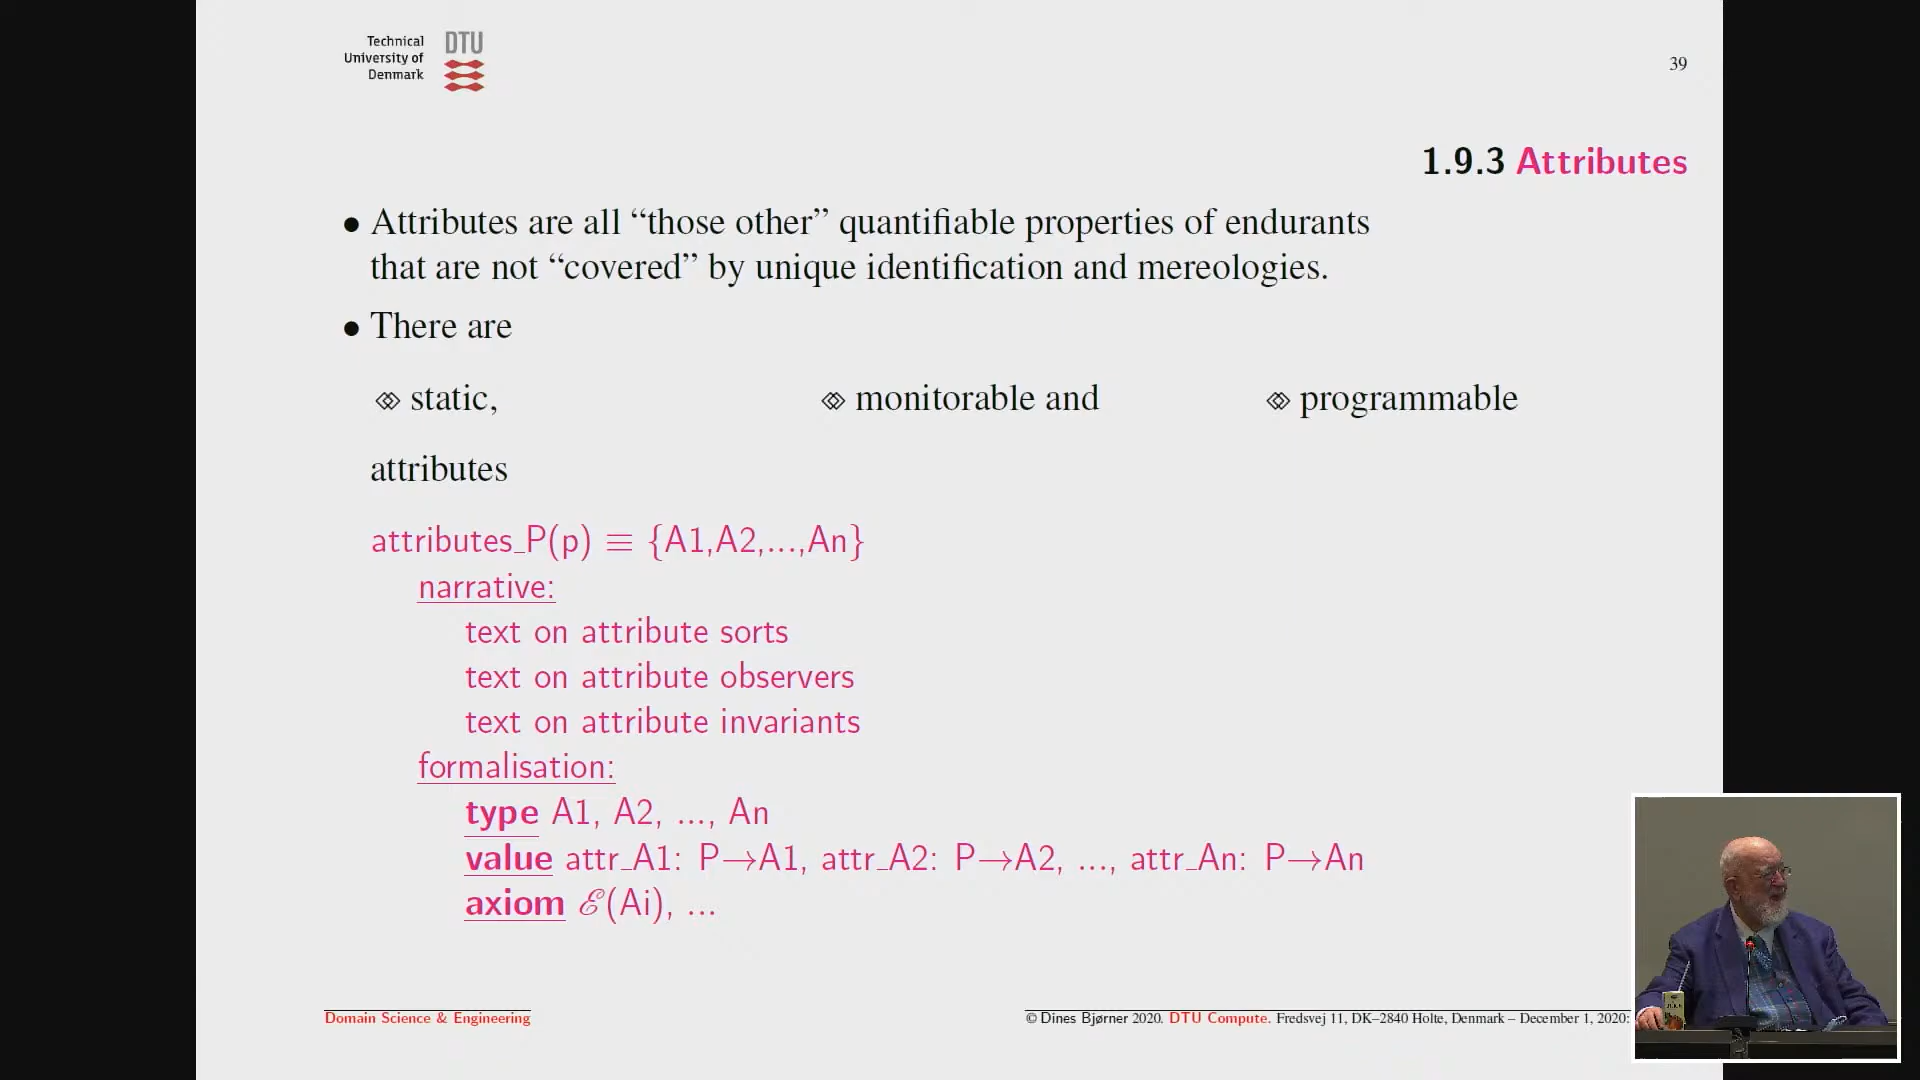 Technical
University of
Denmark
DTU
39
1.9.3 Attributes
• Attributes are all “those other” quantifiable properties of endurants
that are not “covered” by unique identification and mereologies.
• There are
static,
monitorable and
programmable
attributes
attributes_P(p) ≡ {A1,A2,...,An}
narrative:
text on attribute sorts
text on attribute observers
text on attribute invariants
formalisation:
type A1, A2, ..., An
value attr_A1: P→A1, attr_A2: P→A2, ..., attr_An: P→An
axiom ℰ(Ai), ...
Domain Science & Engineering
© Dines Bjørner 2020. DTU Compute. Fredsvej 11, DK–2840 Holte, Denmark – December 1, 2020: